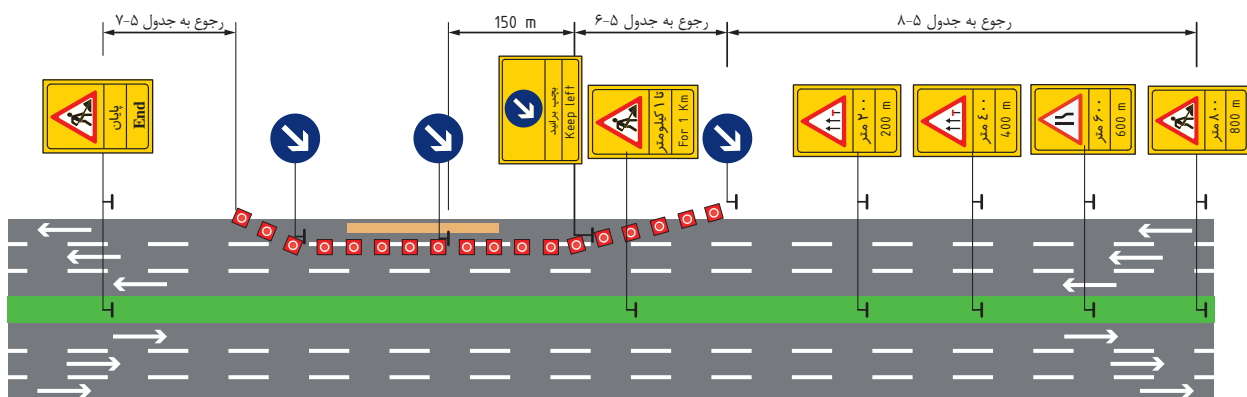 رجوع به جدول ۵-۷
150 m
رجوع به جدول ۵-۶
رجوع به جدول ۵-۸
پایان
End
بجب برانید
Keep left
تا ۱ کیلومتر
For 1 Km
۲۰۰ متر
200 m
٤۰۰ متر
400 m
۶۰۰ متر
600 m
۸۰۰ متر
800 m